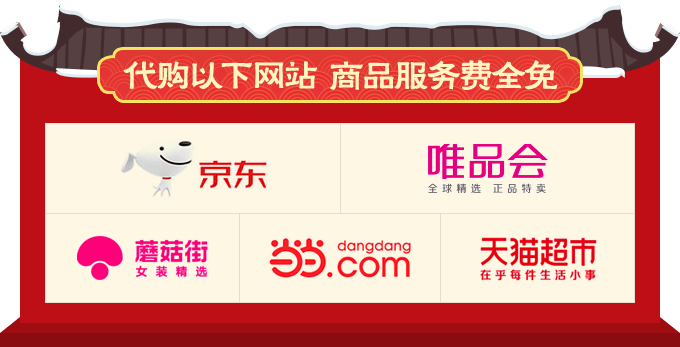 代购以下网站 商品服务费全免
京东
唯品会
全球精选 正品特卖
蘑菇街
女装精选
dangdang
当当.com
天猫超市
在乎每件生活小事